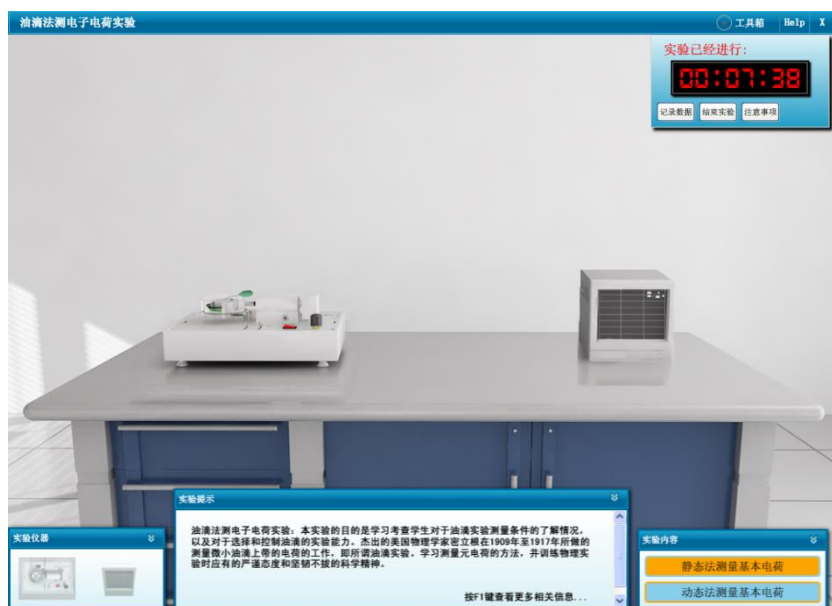 油滴法测电子电荷实验
工具箱 Help X
实验已经进行:
00:07:38
记录数据 结束实验 注意事项
实验提示
油滴法测电子电荷实验：本实验的目的是学习考查学生对于油滴实验测量条件的了解情况，
以及对于选择和控制油滴的实验能力。杰出的美国物理学家密立根在1909年至1917年所做的
测量微小油滴上带的电荷的工作，即所谓油滴实验。学习测量元电荷的方法，并训练物理实
验时应有的严谨态度和坚韧不拔的科学精神。
按F1键查看更多相关信息...
实验仪器
实验内容
静态法测量基本电荷
动态法测量基本电荷